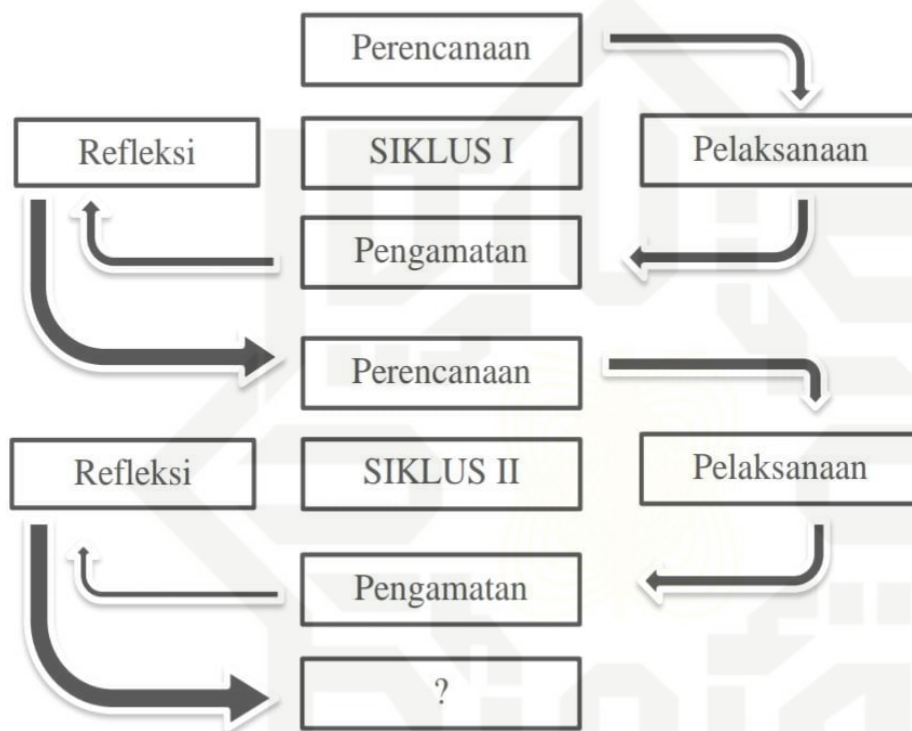 Perencanaan
Refleksi
SIKLUS I
Pelaksanaan
Pengamatan
Perencanaan
Refleksi
SIKLUS II
Pelaksanaan
Pengamatan
?